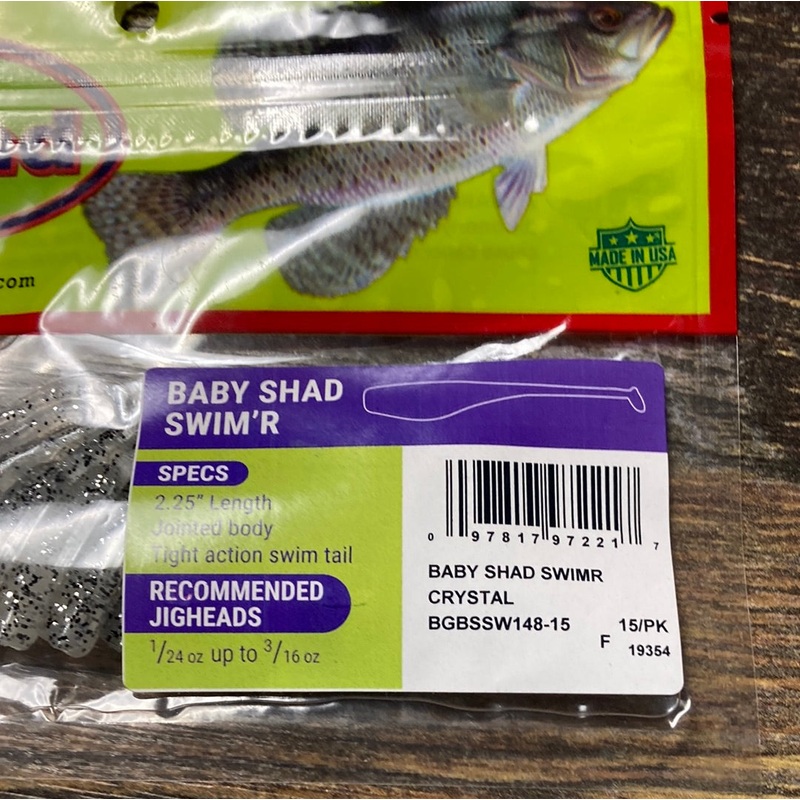 .com
MADE IN USA
BABY SHAD
SWIM'R
SPECS
2.25" Length
Jointed body
Tight action swim tail
RECOMMENDED
JIGHEADS
1/24 oz up to 3/16 oz
0 97817 97221 7
BABY SHAD SWIMR
CRYSTAL
BGBSSW148-15 15/PK
F 19354